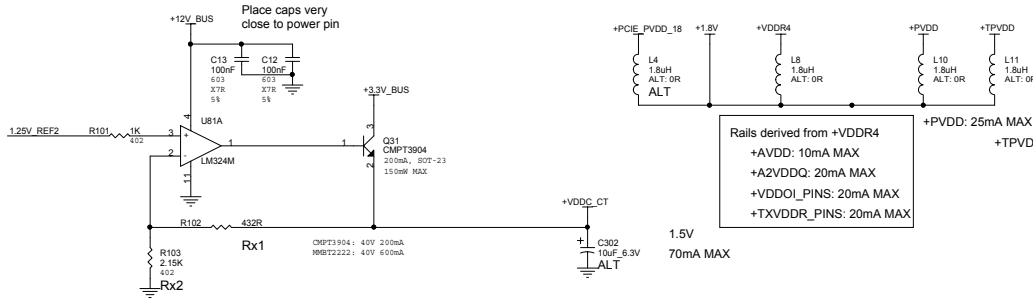 Place caps very
close to power pin
+12V_BUS
C13
100nF
603
X7R
5%
C12
100nF
603
X7R
5%
+3.3V_BUS
4
U81A
1.25V_REF2
R101
1K
402
3
+
2
-
1
LM324M
11
1
3
Q31
CMPT3904
200mA, SOT-23
150mW MAX
2
R102
432R
Rx1
R103
2.15K
402
Rx2
CMPT3904: 40V 200mA
MMBT2222: 40V 600mA
+VDDC_CT
+
C302
10uF_6.3V
ALT
1.5V
70mA MAX
+PCIE_PVDD_18
+1.8V
+VDDR4
+PVDD
+TPVDD
L4
1.8uH
ALT: 0R
ALT
L8
1.8uH
ALT: 0R
L10
1.8uH
ALT: 0R
L11
1.8uH
ALT: 0R
Rails derived from +VDDR4
+AVDD: 10mA MAX
+A2VDDQ: 20mA MAX
+VDDOI_PINS: 20mA MAX
+TXVDDR_PINS: 20mA MAX
+PVDD: 25mA MAX
+TPVD